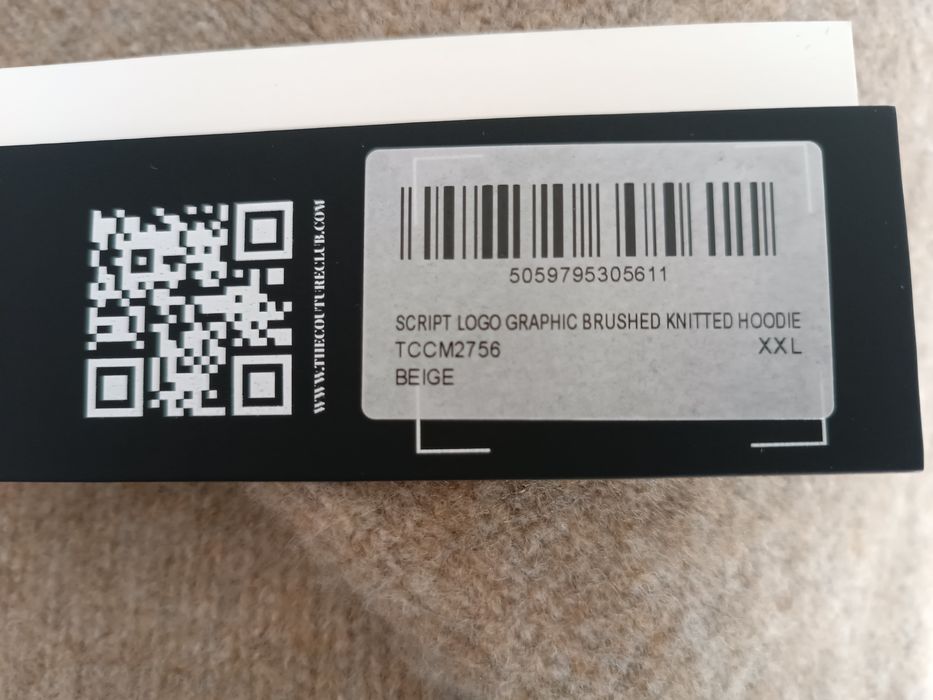 WWW.THECOUTURECLUB.COM
5059795305611
SCRIPT LOGO GRAPHIC BRUSHED KNITTED HOODIE
TCCM2756 XXL
BEIGE